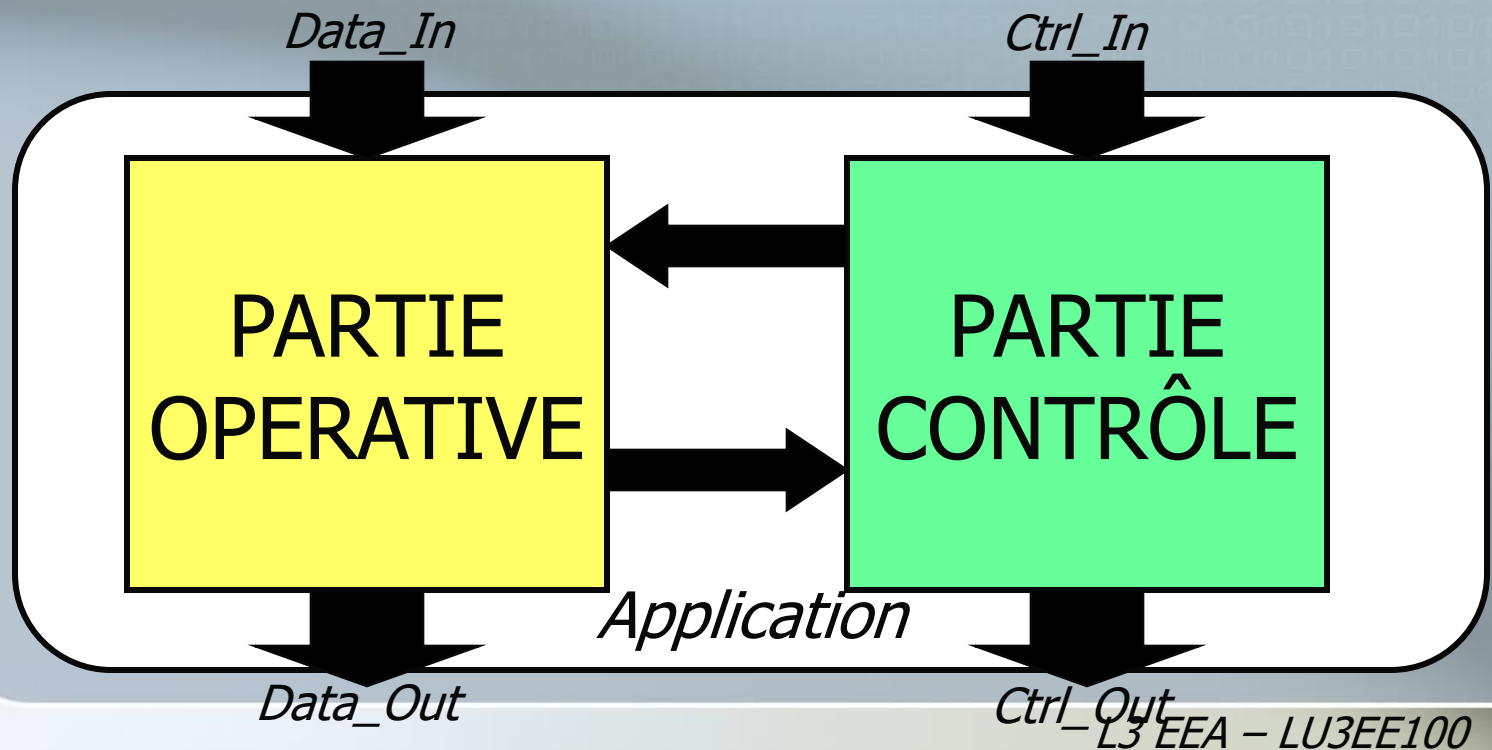 Data_In
Ctrl_In
PARTIE
OPERATIVE
PARTIE
CONTRÔLE
Application
Data_Out
Ctrl_Out
L3 EEA – LU3EE100